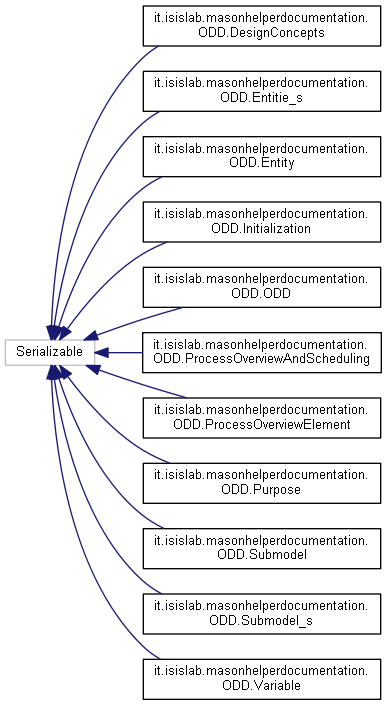 it.isislab.masonhelperdocumentation.
ODD.DesignConcepts
it.isislab.masonhelperdocumentation.
ODD.Entitie_s
it.isislab.masonhelperdocumentation.
ODD.Entity
it.isislab.masonhelperdocumentation.
ODD.Initialization
it.isislab.masonhelperdocumentation.
ODD.ODD
Serializable
it.isislab.masonhelperdocumentation.
ODD.ProcessOverviewAndScheduling
it.isislab.masonhelperdocumentation.
ODD.ProcessOverviewElement
it.isislab.masonhelperdocumentation.
ODD.Purpose
it.isislab.masonhelperdocumentation.
ODD.Submodel
it.isislab.masonhelperdocumentation.
ODD.Submodel_s
it.isislab.masonhelperdocumentation.
ODD.Variable